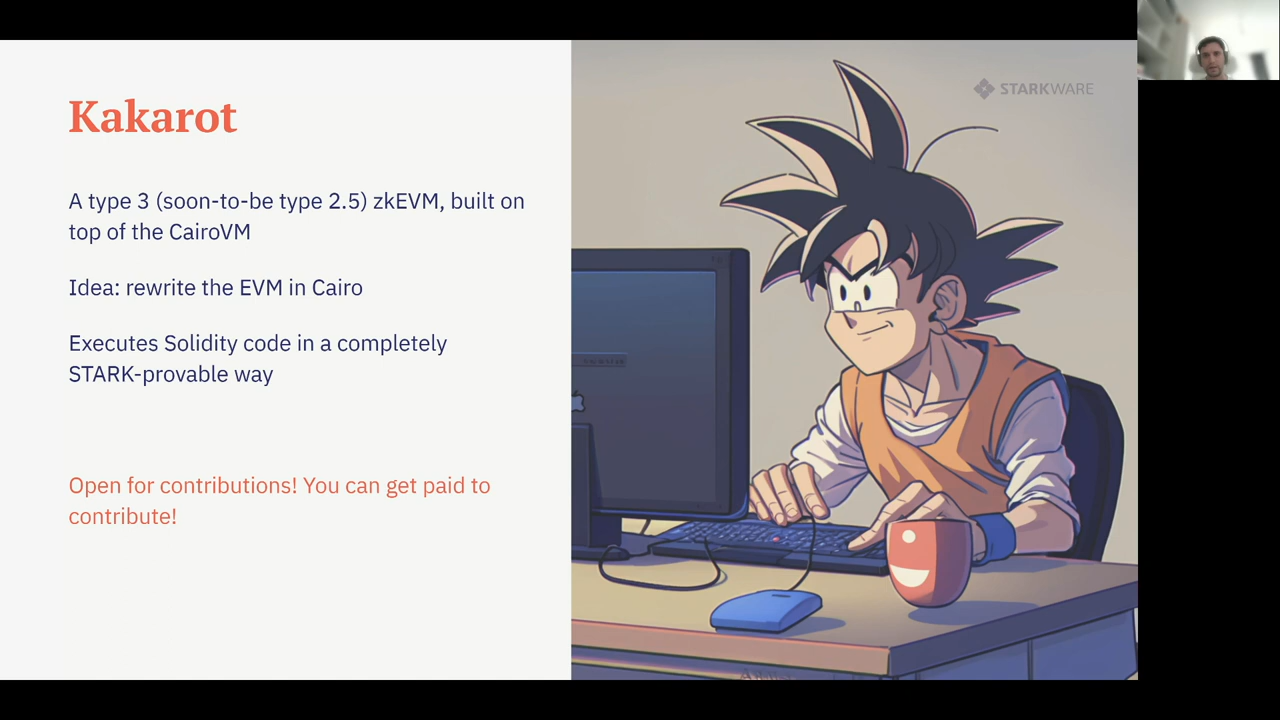 Kakarot
STARKWARE
A type 3 (soon-to-be type 2.5) zkEVM, built on
top of the CairoVM
Idea: rewrite the EVM in Cairo
Executes Solidity code in a completely
STARK-provable way
Open for contributions! You can get paid to
contribute!